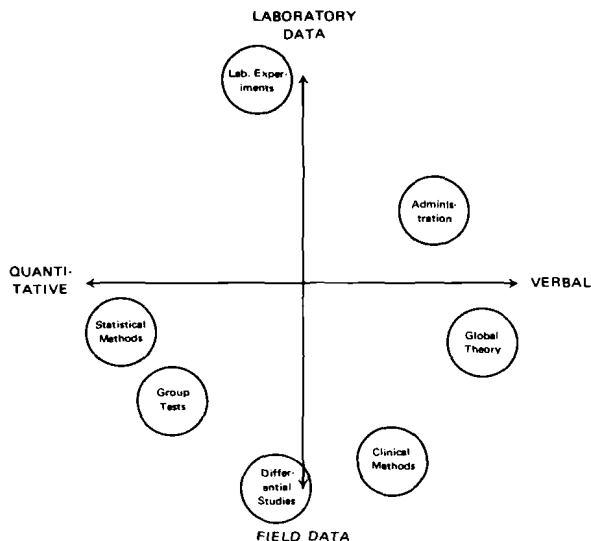 LABORATORY
DATA
Lab. Exper-
iments
Adminis-
tration
QUANTI-
TATIVE
VERBAL
Statistical
Methods
Global
Theory
Group
Tests
Clinical
Methods
Differ-
ential
Studies
FIELD DATA